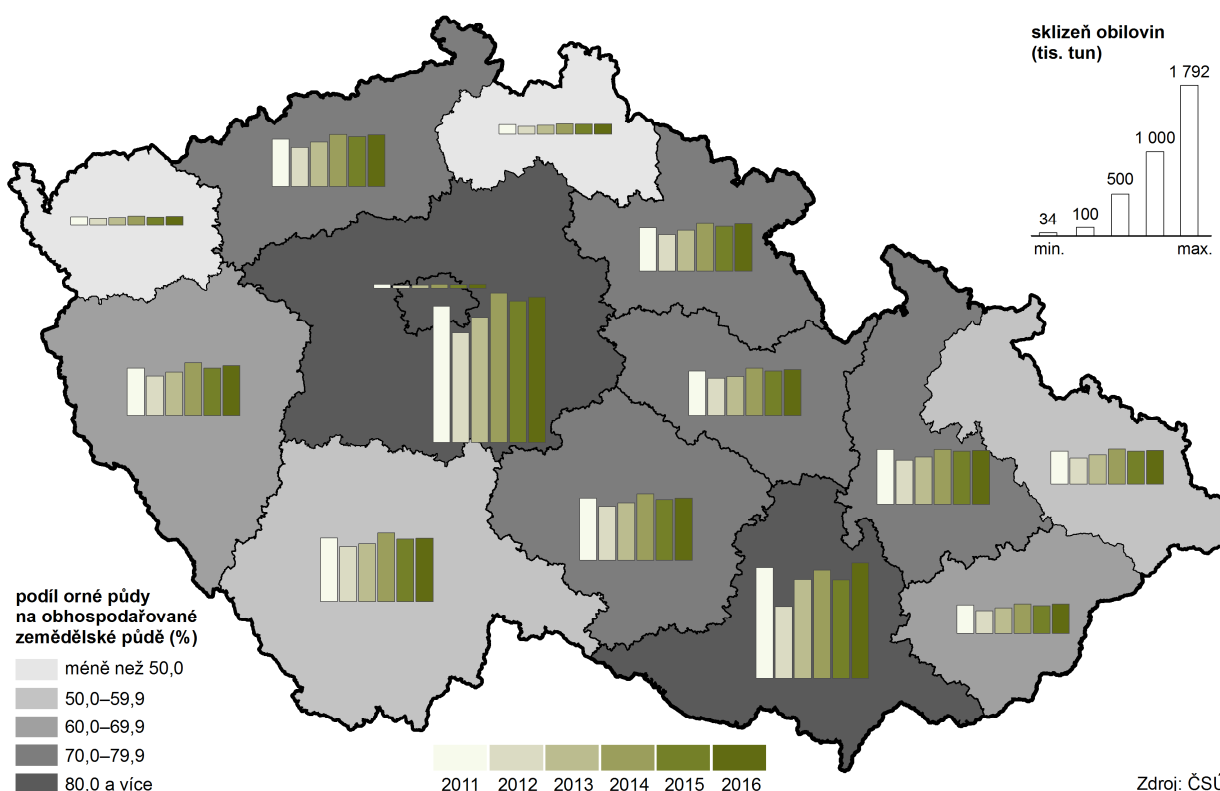 sklizeň obilovin
(tis. tun)
1 792
1 000
500
100
34
min.
max.
podíl orné půdy
na obhospodařované
zemědělské půdě (%)
méně než 50,0
50,0–59,9
60,0–69,9
70,0–79,9
80.0 a více
2011 2012 2013 2014 2015 2016
Zdroj: ČSÚ